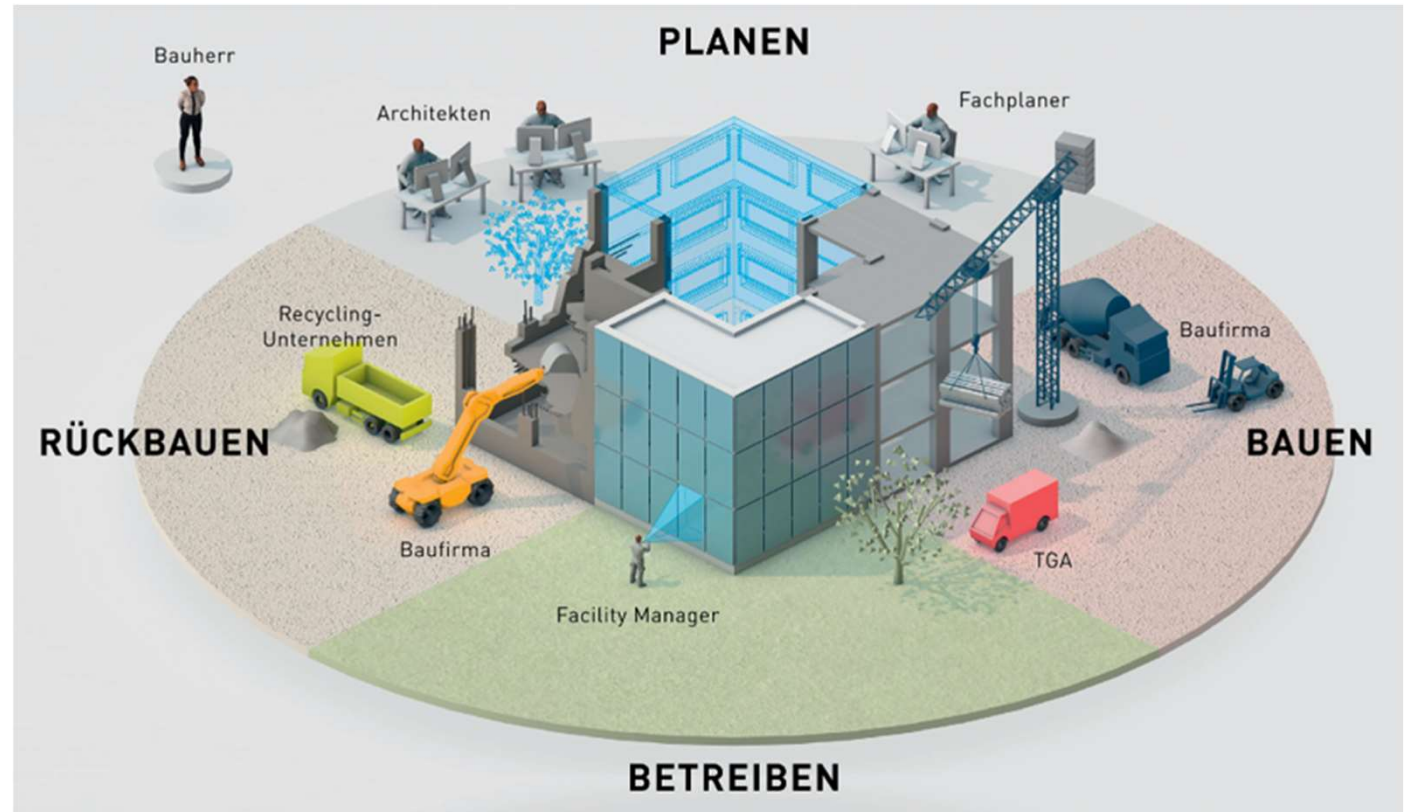 PLANEN
Bauherr
Architekten
Fachplaner
Recycling-
Unternehmen
Baufirma
RÜCKBAUEN
BAUEN
Baufirma
TGA
Facility Manager
BETREIBEN